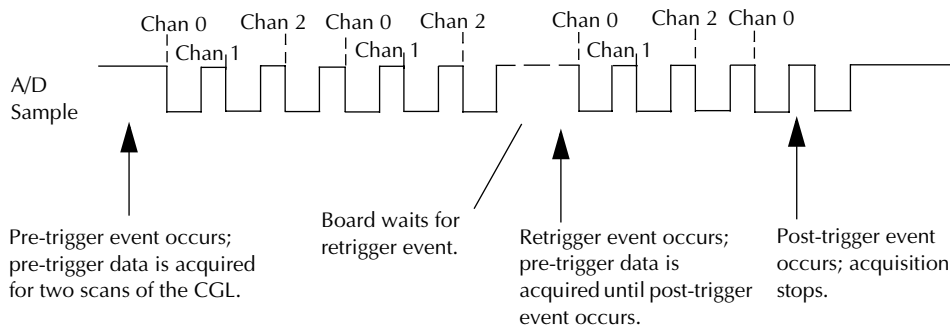 Chan 0 Chan 2 Chan 0 Chan 2 Chan 0 Chan 2 Chan 0
Chan 1 Chan 1 Chan 1
A/D
Sample
Pre-trigger event occurs;
pre-trigger data is acquired
for two scans of the CGL.
Board waits for
retrigger event.
Retrigger event occurs;
pre-trigger data is
acquired until post-trigger
event occurs.
Post-trigger event
occurs; acquisition
stops.